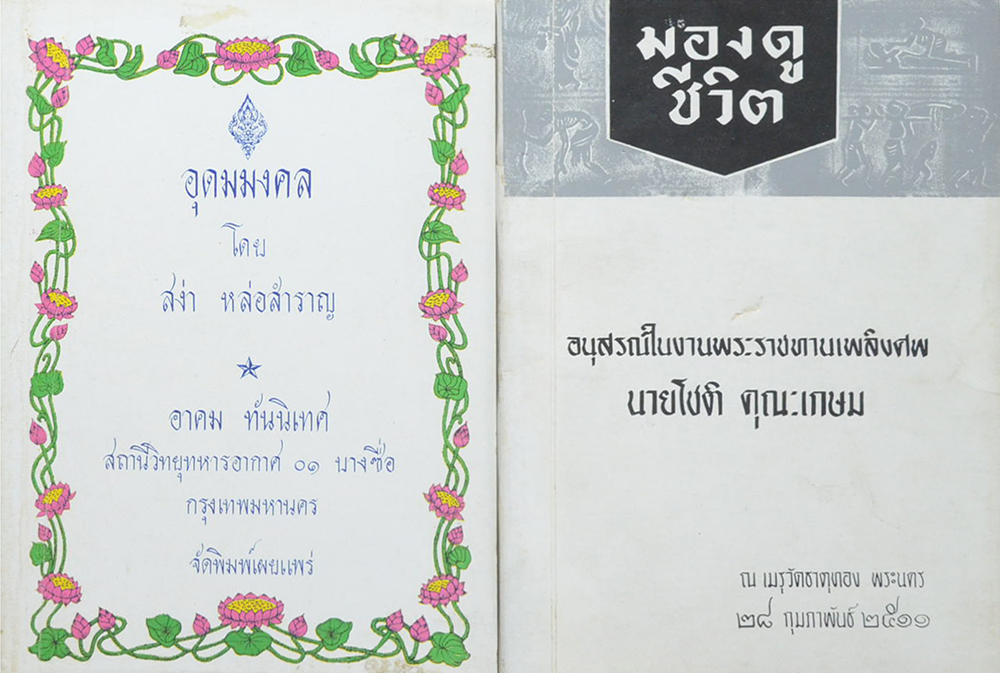 อุดมมงคล
โดย
สง่า หล่อสำราญ
อาคม ทันนิเทศ
สถานีวิทยุทหารอากาศ ๐๑ บางซื่อ
กรุงเทพมหานคร
จัดพิมพ์เผยแพร่
มองดู
ชีวิต
อนุสรณ์ในงานพระราชทานเพลิงศพ
นายโชติ คุณะเกษม
ณ เมรุวัดธาตุทอง พระนคร
๒๘ กุมภาพันธ์ ๒๕๑๑